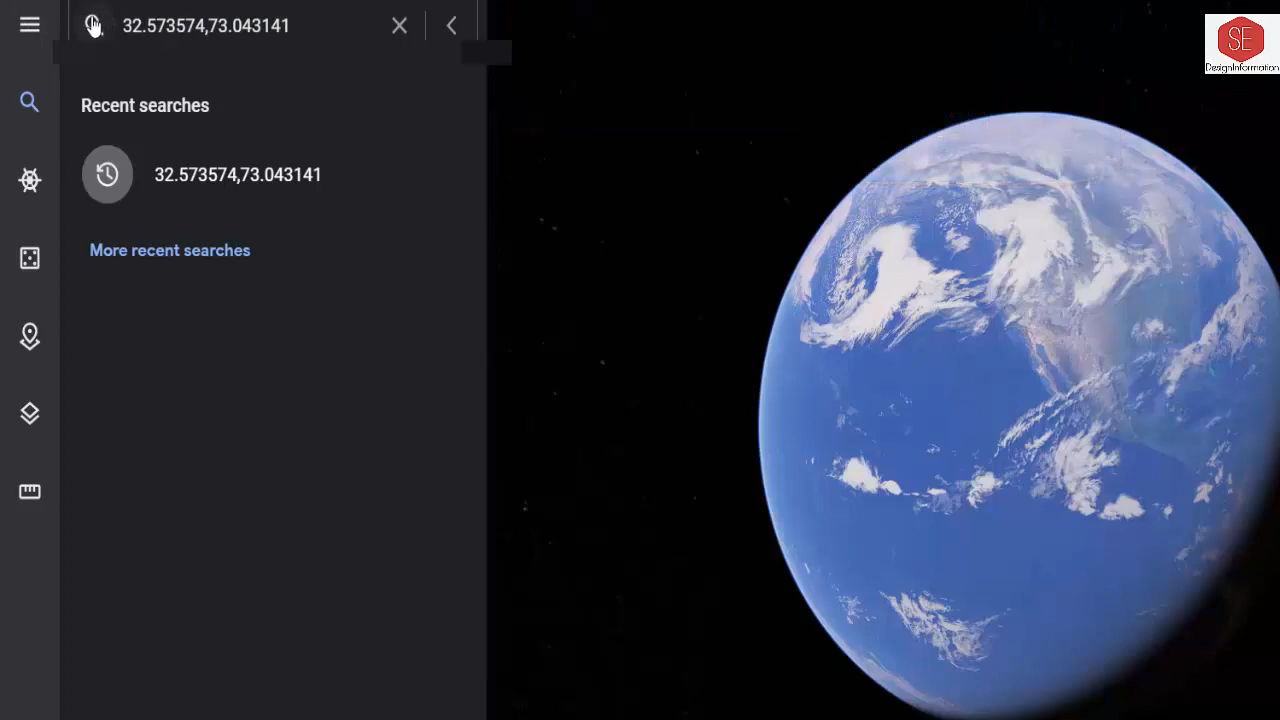 32.573574,73.043141
SE
DesignInformation
Recent searches
32.573574,73.043141
More recent searches